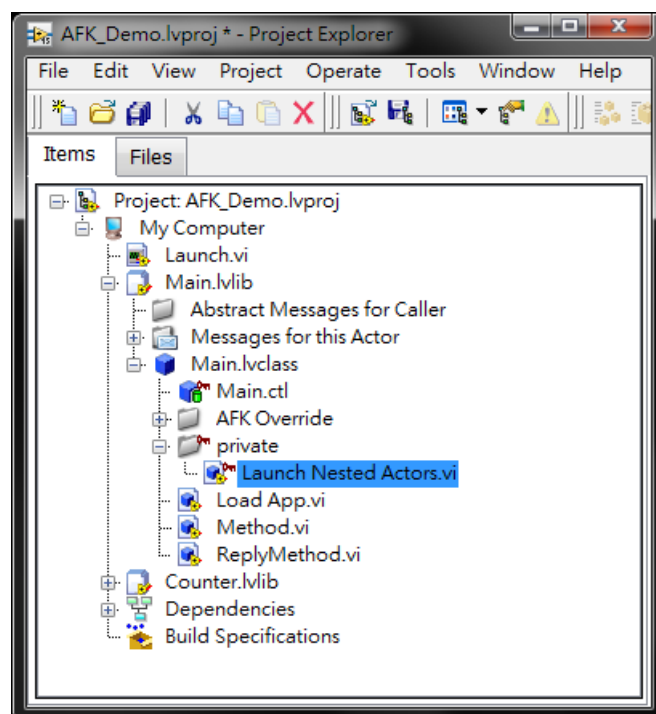 AFK_Demo.lvproj * - Project Explorer
File Edit View Project Operate Tools Window Help
Items Files
Project: AFK_Demo.lvproj
My Computer
Launch.vi
Main.lvlib
Abstract Messages for Caller
Messages for this Actor
Main.lvclass
Main.ctl
AFK Override
private
Launch Nested Actors.vi
Load App.vi
Method.vi
ReplyMethod.vi
Counter.lvlib
Dependencies
Build Specifications